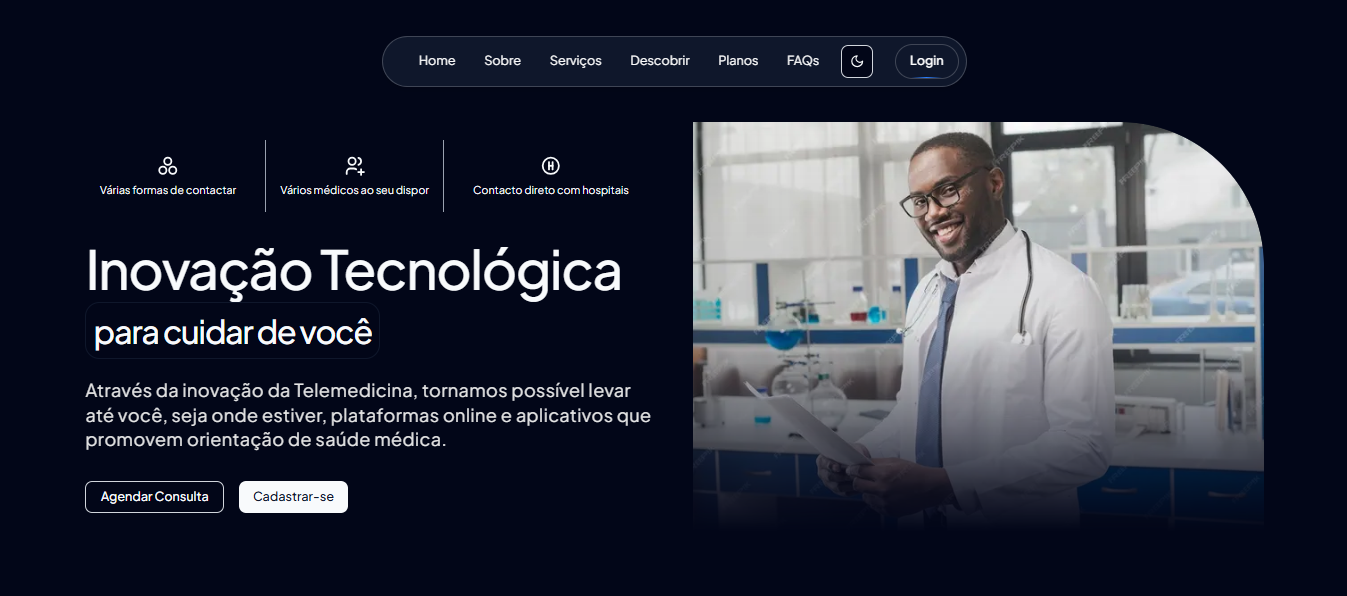 Home Sobre Serviços Descobrir Planos FAQs Login
Várias formas de contactar
Vários médicos ao seu dispor
Contacto direto com hospitais
Inovação Tecnológica
para cuidar de você
Através da inovação da Telemedicina, tornamos possível levar
até você, seja onde estiver, plataformas online e aplicativos que
promovem orientação de saúde médica.
Agendar Consulta
Cadastrar-se